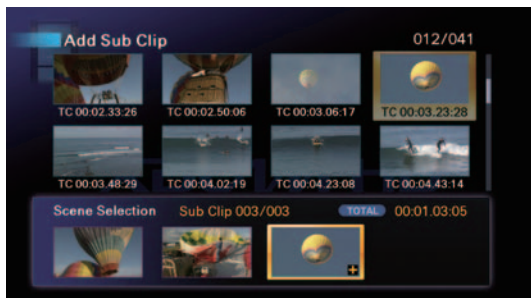 Add Sub Clip 012/041
TC 00:02.33:26 TC 00:02.50:06 TC 00:03.06:17 TC 00:03.23:28
TC 00:03.48:29 TC 00:04.02:19 TC 00:04.23:08 TC 00:04.43:14
Scene Selection Sub Clip 003/003 TOTAL 00:01.03:05